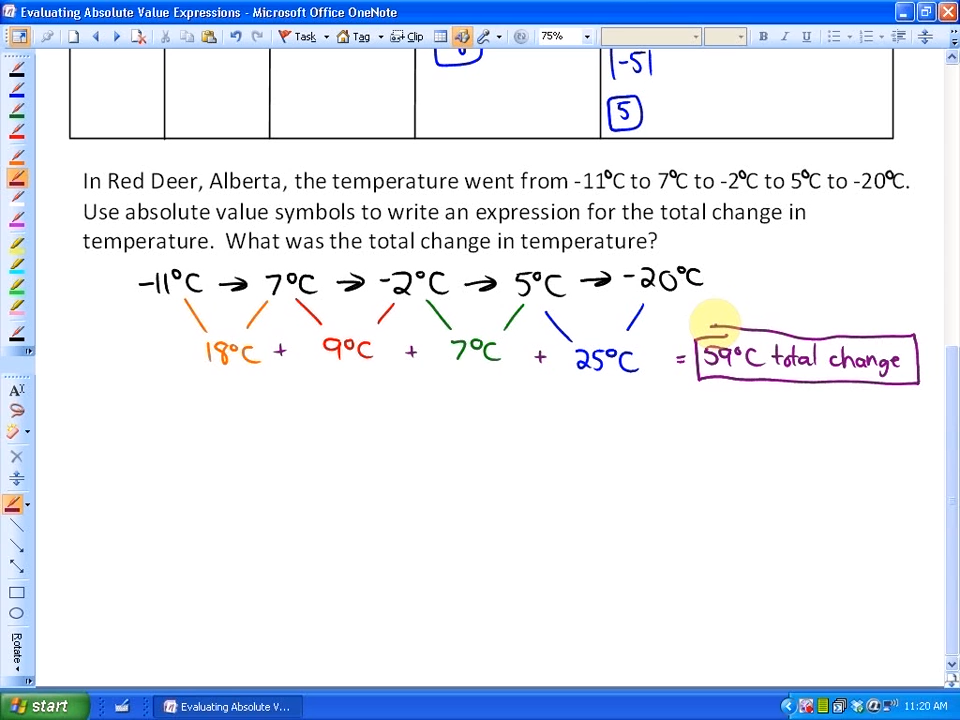 Evaluating Absolute Value Expressions - Microsoft Office OneNote
Task Tag Clip 75% B I U
|-5|
5
In Red Deer, Alberta, the temperature went from -11°C to 7°C to -2°C to 5°C to -20°C.
Use absolute value symbols to write an expression for the total change in
temperature. What was the total change in temperature?
-11°C → 7°C → -2°C → 5°C → -20°C
18°C + 9°C + 7°C + 25°C = 59°C total change
Rotate
start Evaluating Absolute V... 11:20 AM